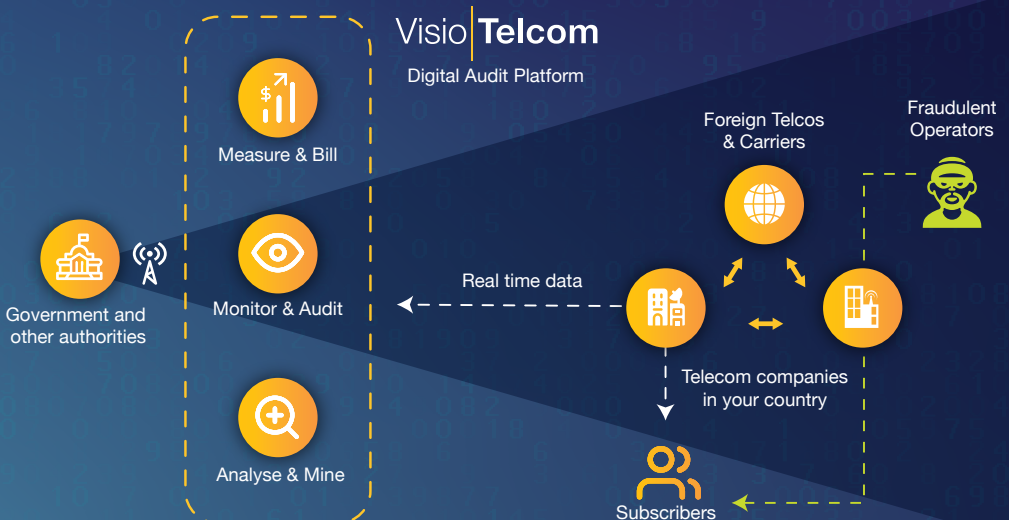 Visio Telcom
Digital Audit Platform
$
Measure & Bill
Monitor & Audit
Analyse & Mine
Government and
other authorities
Real time data
Foreign Telcos
& Carriers
Fraudulent
Operators
Telecom companies
in your country
Subscribers